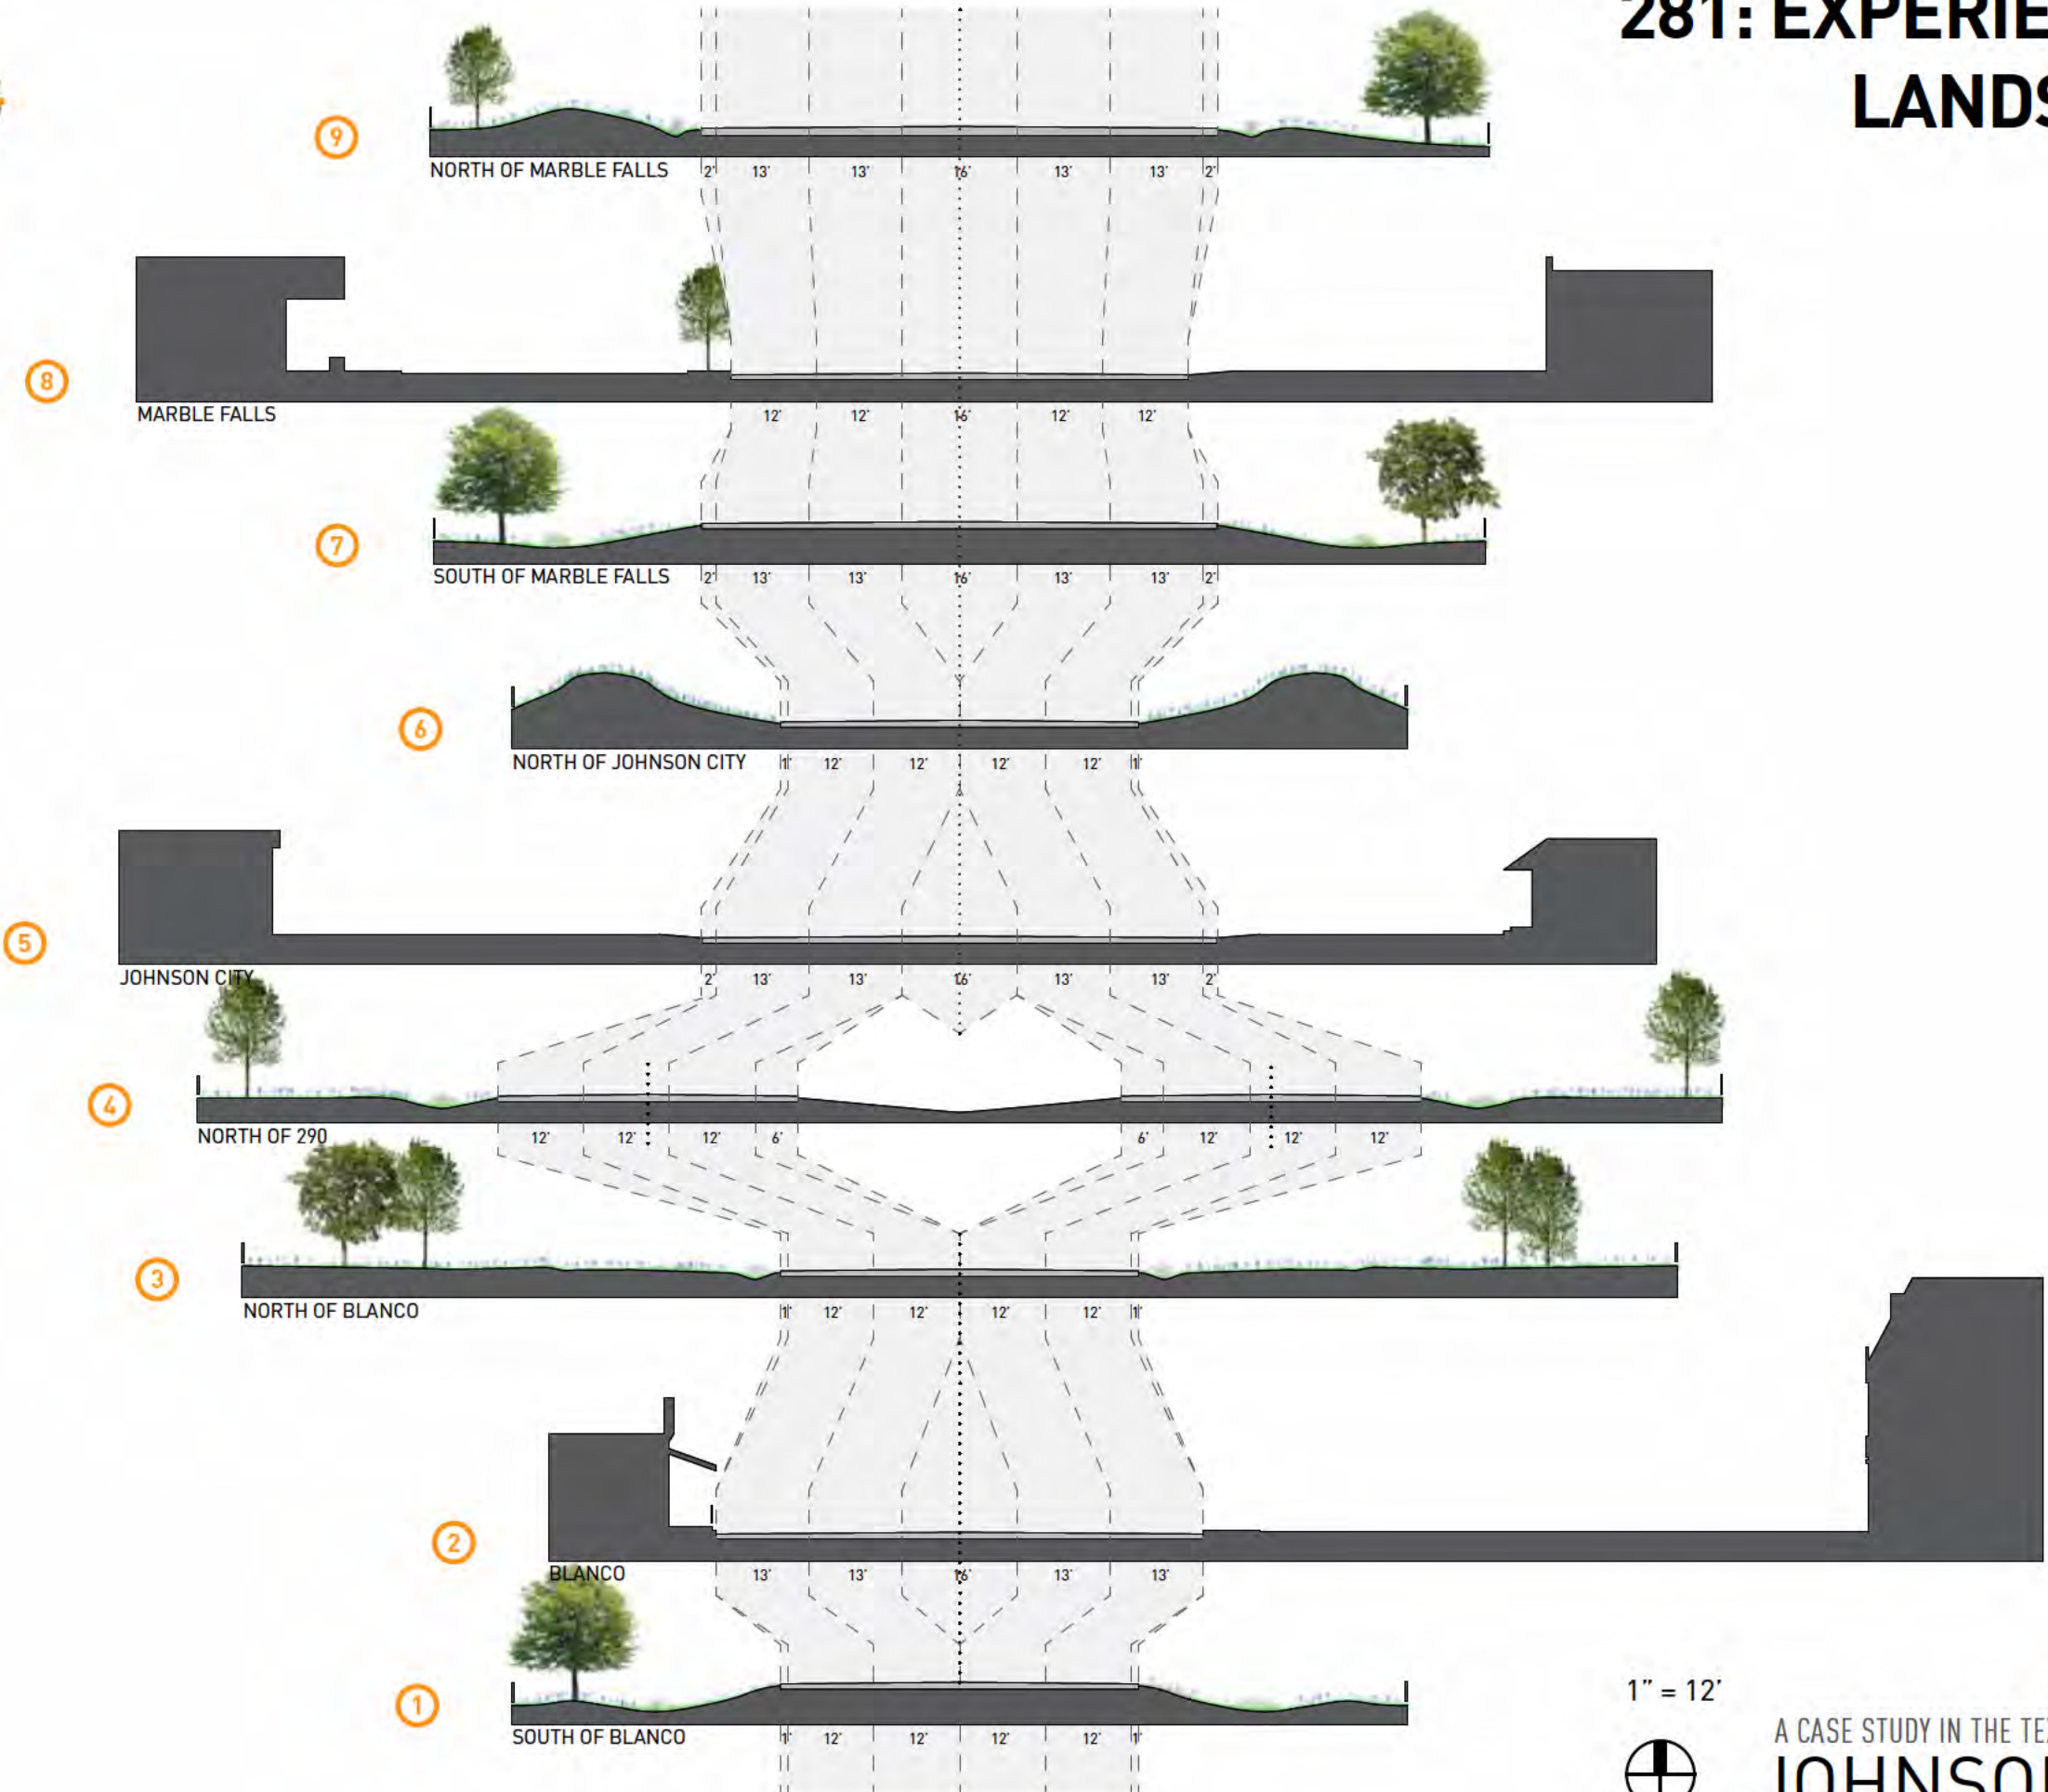 281: EXPERIE
LANDS
9
NORTH OF MARBLE FALLS
2' 13' 13' 16' 13' 13' 2'
8
MARBLE FALLS
12' 12' 16' 12' 12'
7
SOUTH OF MARBLE FALLS
2' 13' 13' 16' 13' 13' 2'
6
NORTH OF JOHNSON CITY
1' 12' 12' 12' 12' 1'
5
JOHNSON CITY
2' 13' 13' 16' 13' 13' 2'
4
NORTH OF 290
12' 12' 12' 6' 6' 12' 12' 12'
3
NORTH OF BLANCO
1' 12' 12' 12' 12' 1'
2
BLANCO
13' 13' 16' 13' 13'
1
SOUTH OF BLANCO
1' 12' 12' 12' 12' 1'
1” = 12’
A CASE STUDY IN THE TEX
JOHNSON